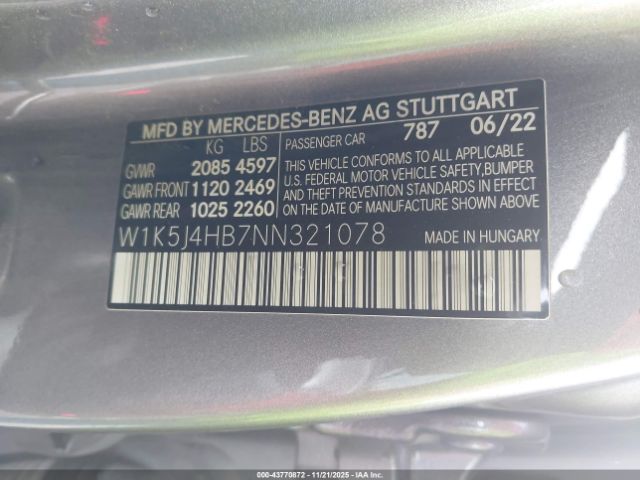 MFD BY MERCEDES-BENZ AG STUTTGART
KG LBS PASSENGER CAR 787 06/22
GVWR 2085 4597 THIS VEHICLE CONFORMS TO ALL APPLICABLE
U.S. FEDERAL MOTOR VEHICLE SAFETY,BUMPER
GAWR FRONT 1120 2469 AND THEFT PREVENTION STANDARDS IN EFFECT
GAWR REAR 1025 2260 ON THE DATE OF MANUFACTURE SHOWN ABOVE
W1K5J4HB7NN321078 MADE IN HUNGARY
000-43770872 11/21/2025 IAA, Inc.